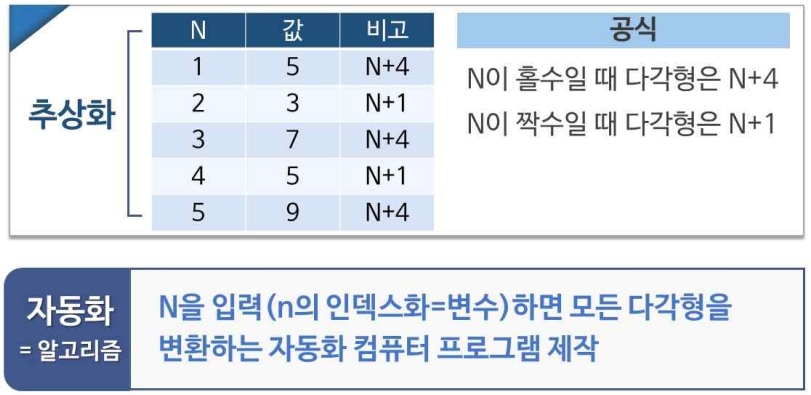 추상화
N 값 비고
1 5 N+4
2 3 N+1
3 7 N+4
4 5 N+1
5 9 N+4
공식
N이 홀수일 때 다각형은 N+4
N이 짝수일 때 다각형은 N+1
자동화
= 알고리즘
N을 입력(n의 인덱스화=변수)하면 모든 다각형을
변환하는 자동화 컴퓨터 프로그램 제작